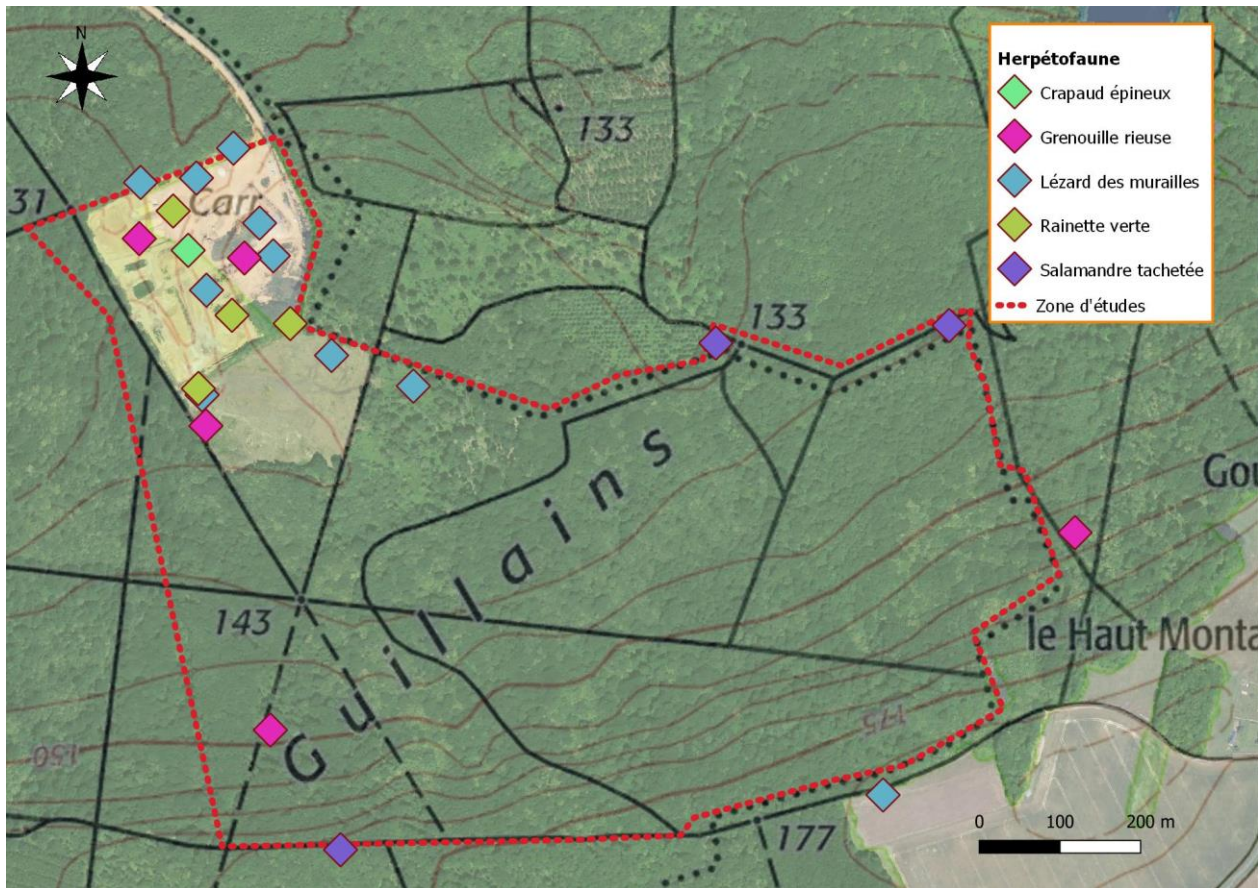 N
Herpétofaune
Crapaud épineux
Grenouille rieuse
Lézard des murailles
Rainette verte
Salamandre tachetée
Zone d'études
133
31
Carr
133
Guillains
Gou
143
le Haut Monta
175
150
177
0 100 200 m